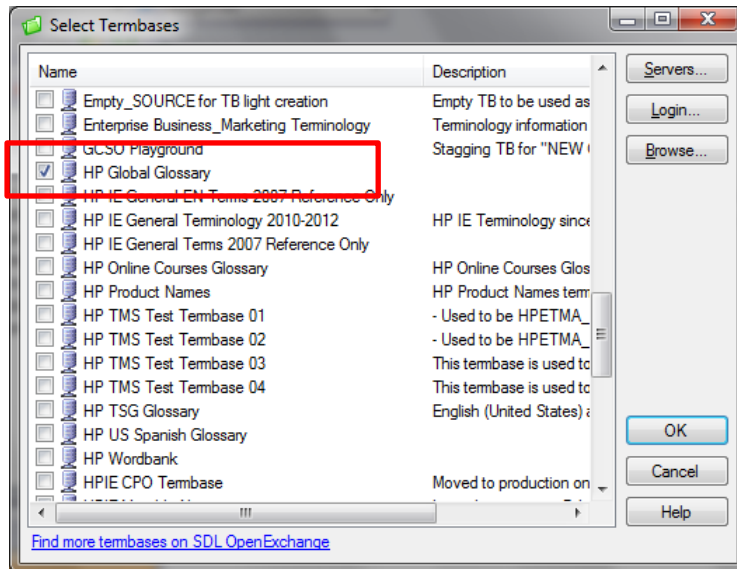 Select Termbases
Name Description
Servers...
Empty_SOURCE for TB light creation Empty TB to be used as
Login...
Enterprise Business_Marketing Terminology Terminology information
GCSO Playground Stagging TB for "NEW
Browse...
HP Global Glossary
HP IE General EN Terms 2007 Reference Only
HP IE General Terminology 2010-2012 HP IE Terminology since
HP IE General Terms 2007 Reference Only
HP Online Courses Glossary HP Online Courses Glos
HP Product Names HP Product Names term
HP TMS Test Termbase 01 - Used to be HPETMA_
HP TMS Test Termbase 02 - Used to be HPETMA_
HP TMS Test Termbase 03 This termbase is used to
HP TMS Test Termbase 04 This termbase is used to
HP TSG Glossary English (United States)
HP US Spanish Glossary
OK
HP Wordbank
HPIE CPO Termbase Moved to production on
Cancel
Help
Find more termbases on SDL OpenExchange